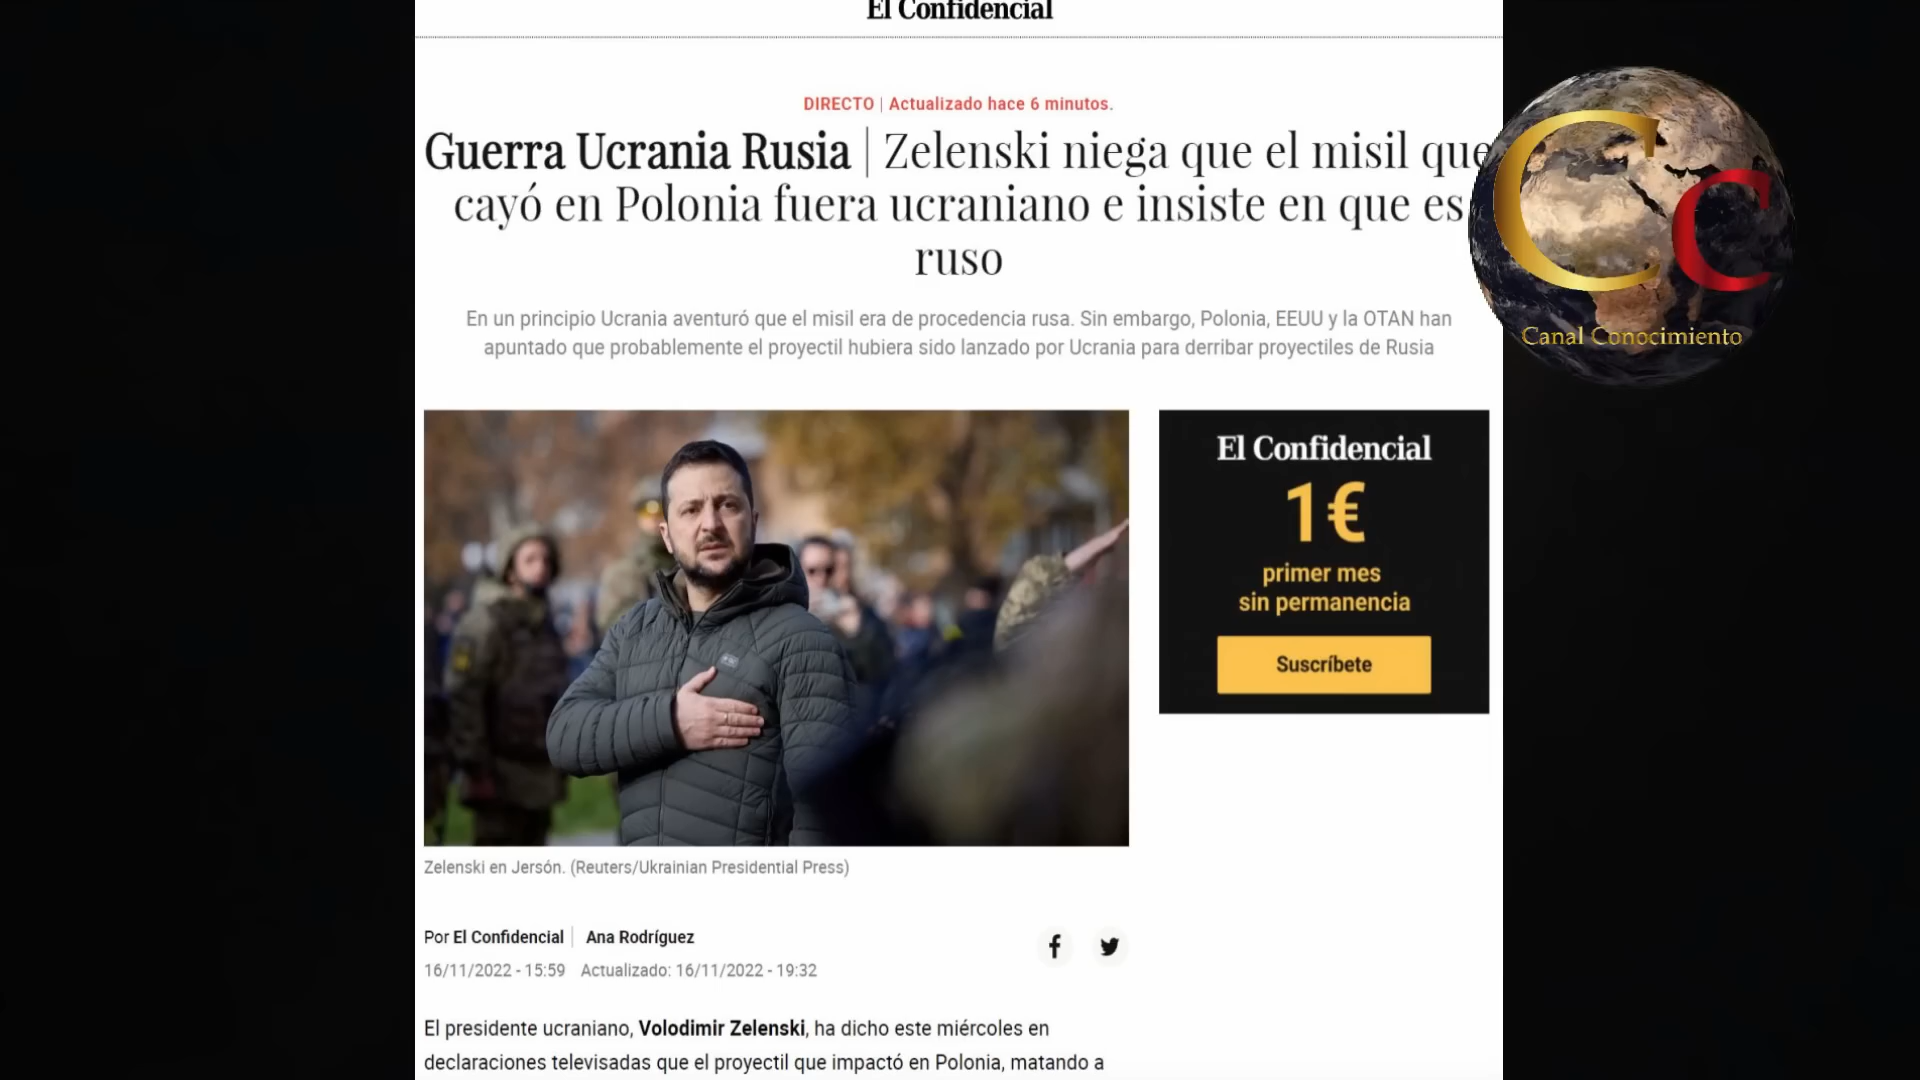 El Confidencial
DIRECTO | Actualizado hace 6 minutos.
Guerra Ucrania Rusia | Zelenski niega que el misil que
cayó en Polonia fuera ucraniano e insiste en que es
ruso
En un principio Ucrania aventuró que el misil era de procedencia rusa. Sin embargo, Polonia, EEUU y la OTAN han
apuntado que probablemente el proyectil hubiera sido lanzado por Ucrania para derribar proyectiles de Rusia
Cc
Canal Conocimiento
El Confidencial
1€
primer mes
sin permanencia
Suscríbete
Zelenski en Jersón. (Reuters/Ukrainian Presidential Press)
Por El Confidencial | Ana Rodríguez
16/11/2022 - 15:59 Actualizado: 16/11/2022 - 19:32
El presidente ucraniano, Volodimir Zelenski, ha dicho este miércoles en
declaraciones televisadas que el proyectil que impactó en Polonia, matando a